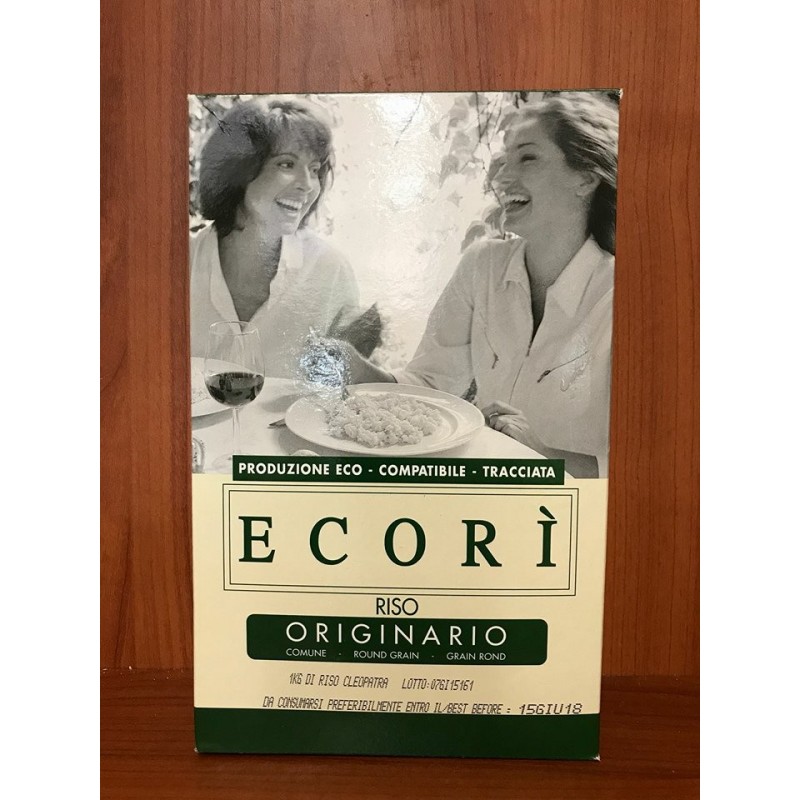 PRODUZIONE ECO - COMPATIBILE - TRACCIATA
ECORÌ
RISO
ORIGINARIO
COMUNE - ROUND GRAIN - GRAIN ROND
1KG DI RISO CLEOPATRA LOTTO:07GI15161
DA CONSUMARSI PREFERIBILMENTE ENTRO IL/BEST BEFORE : 15GIU18